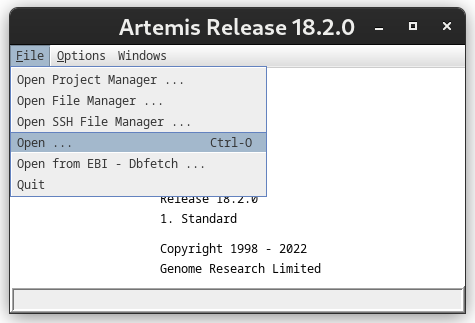 Artemis Release 18.2.0
File Options Windows
Open Project Manager ...
Open File Manager ...
Open SSH File Manager ...
Open ... Ctrl-O
Open from EBI - Dbfetch ...
Quit
Release 18.2.0
1. Standard
Copyright 1998 - 2022
Genome Research Limited